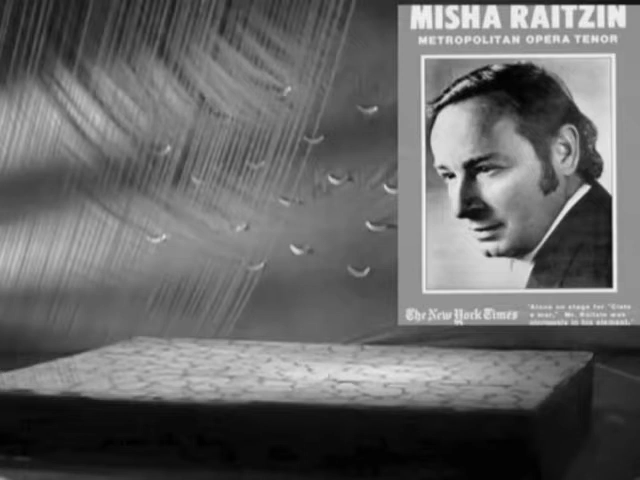 MISHA RAITZIN
METROPOLITAN OPERA TENOR
The New York Times
"Alone on stage for "Cielo
e mar," Mr. Raitzin was
obviously in his element."